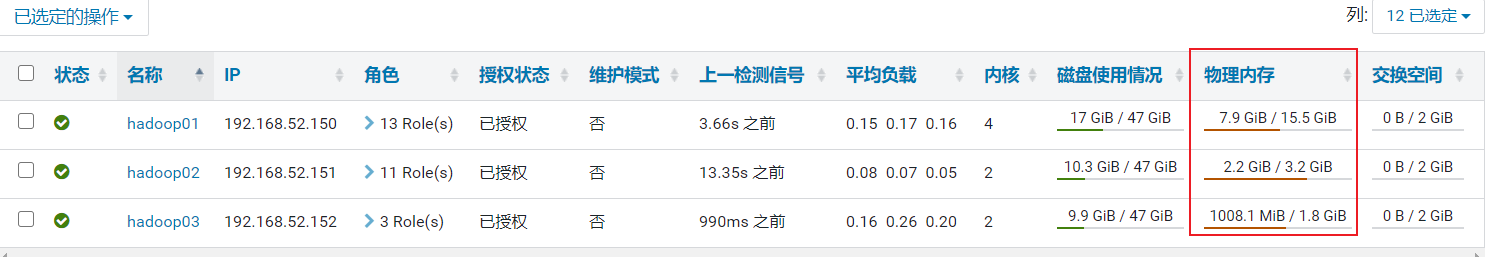 已选定的操作 列: 12 已选定
状态 名称 IP 角色 授权状态 维护模式 上一检测信号 平均负载 内核 磁盘使用情况 物理内存 交换空间
hadoop01 192.168.52.150 13 Role(s) 已授权 否 3.66s 之前 0.15 0.17 0.16 4 17 GiB / 47 GiB 7.9 GiB / 15.5 GiB 0 B / 2 GiB
hadoop02 192.168.52.151 11 Role(s) 已授权 否 13.35s 之前 0.08 0.07 0.05 2 10.3 GiB / 47 GiB 2.2 GiB / 3.2 GiB 0 B / 2 GiB
hadoop03 192.168.52.152 3 Role(s) 已授权 否 990ms 之前 0.16 0.26 0.20 2 9.9 GiB / 47 GiB 1008.1 MiB / 1.8 GiB 0 B / 2 GiB